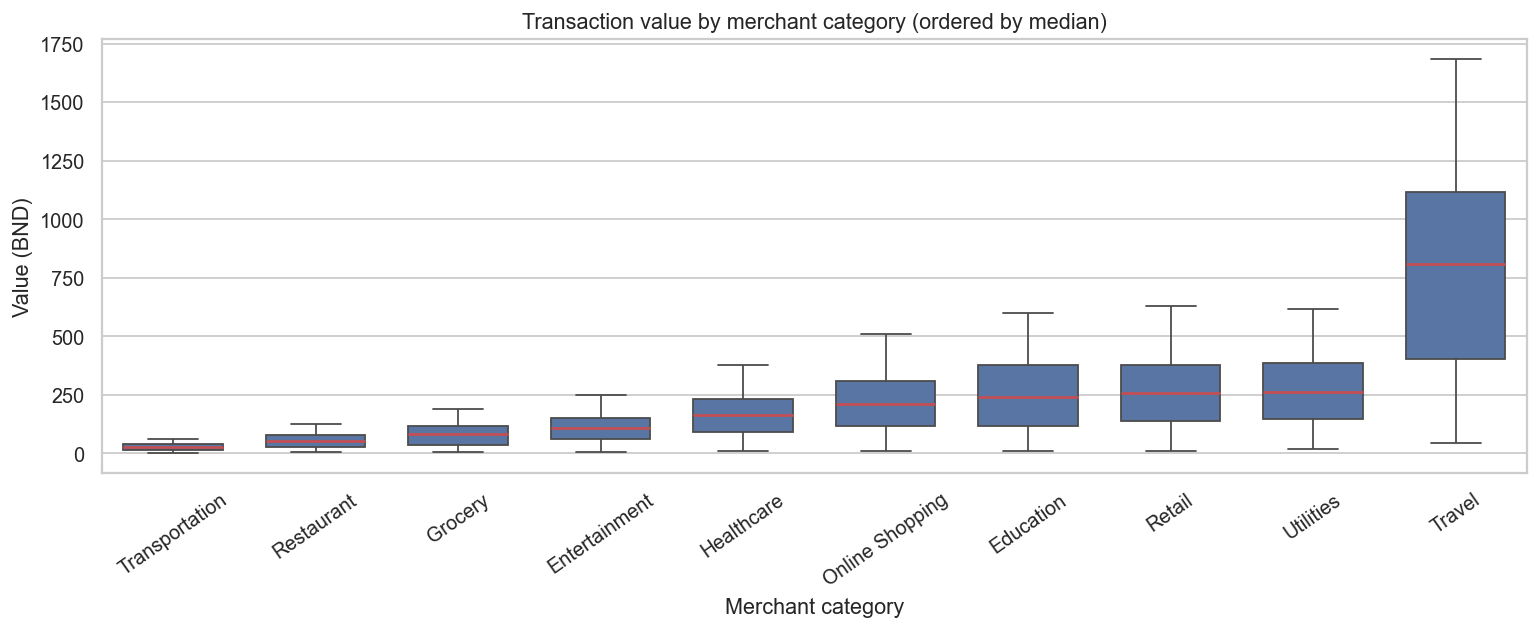 Transaction value by merchant category (ordered by median)
Value (BND)
1750
1500
1250
1000
750
500
250
0
Transportation
Restaurant
Grocery
Entertainment
Healthcare
Online Shopping
Education
Retail
Utilities
Travel
Merchant category